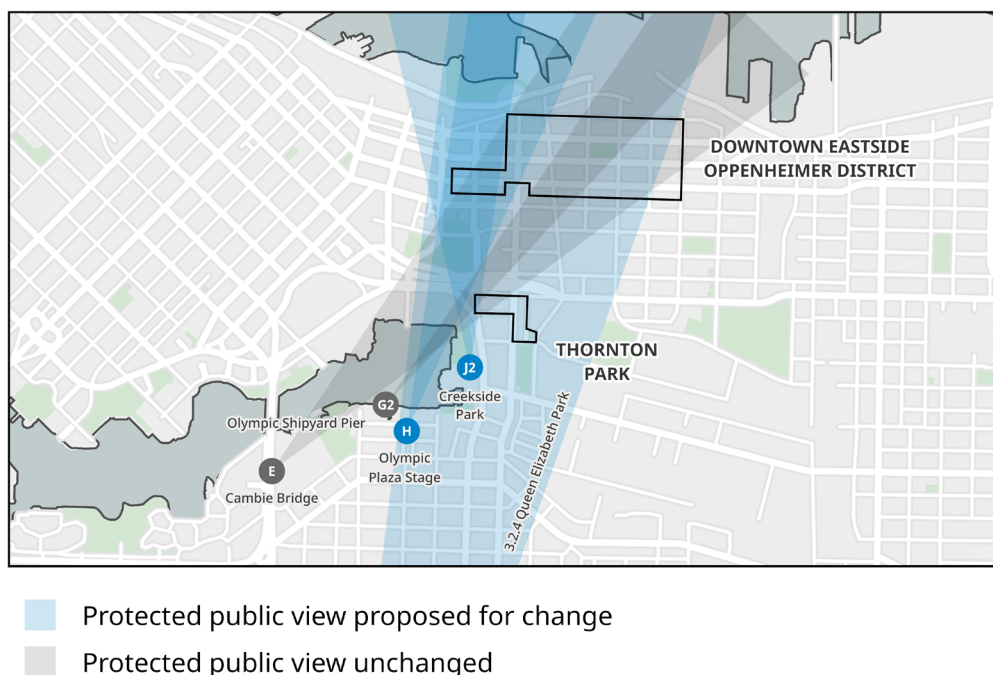 DOWNTOWN EASTSIDE
OPPENHEIMER DISTRICT
THORNTON
PARK
J2
Creekside
Park
G2
Olympic Shipyard Pier
H
Olympic
Plaza Stage
E
Cambie Bridge
3.2.4 Queen Elizabeth Park
Protected public view proposed for change
Protected public view unchanged